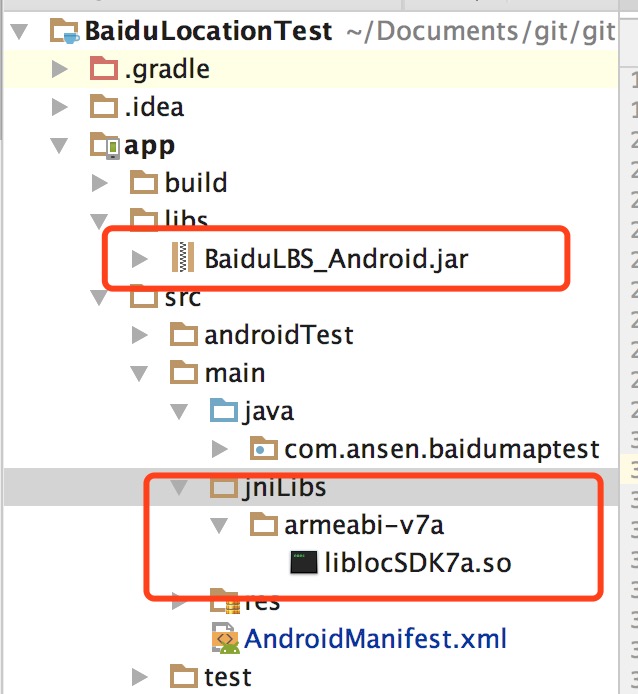 BaiduLocationTest ~/Documents/git/git
.gradle
.idea
app
build
libs
BaiduLBS_Android.jar
src
androidTest
main
java
com.ansen.baidumaptest
jniLibs
armeabi-v7a
liblocSDK7a.so
res
AndroidManifest.xml
test